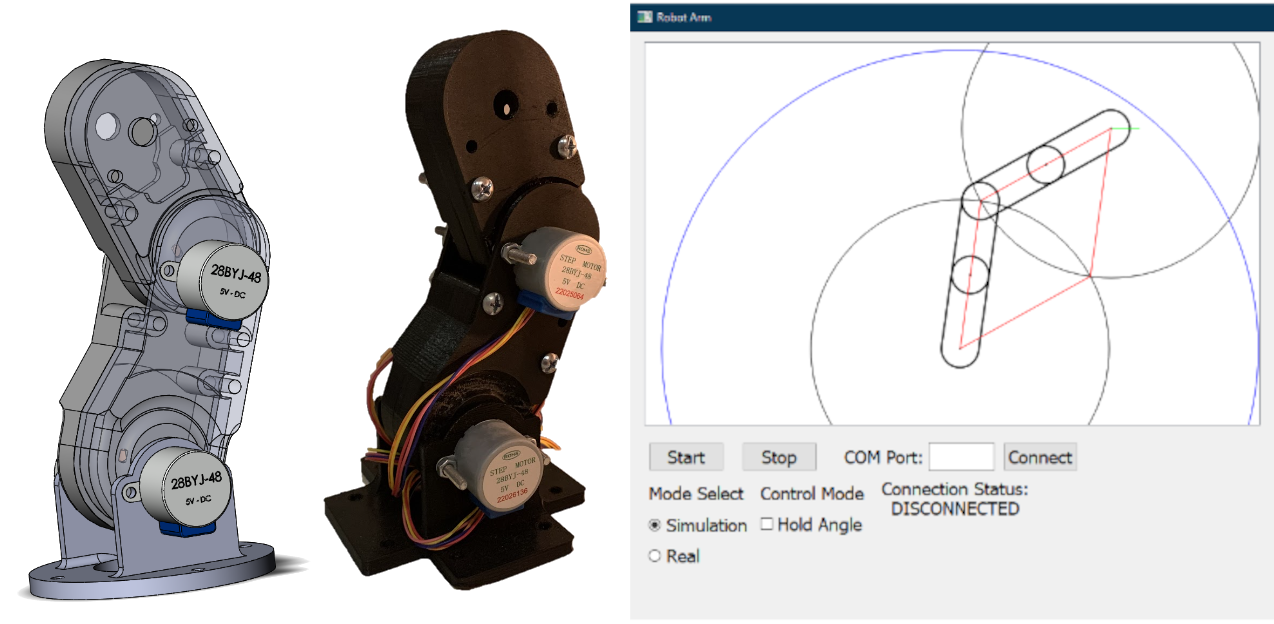 28BYJ-48
5V - DC
28BYJ-48
5V - DC
STEP MOTOR
28BYJ-48
5V DC
22025064
STEP MOTOR
28BYJ-48
5V DC
22026136
Robot Arm
Start
Stop
COM Port:
Connect
Mode Select
Control Mode
Connection Status:
DISCONNECTED
Simulation
Hold Angle
Real